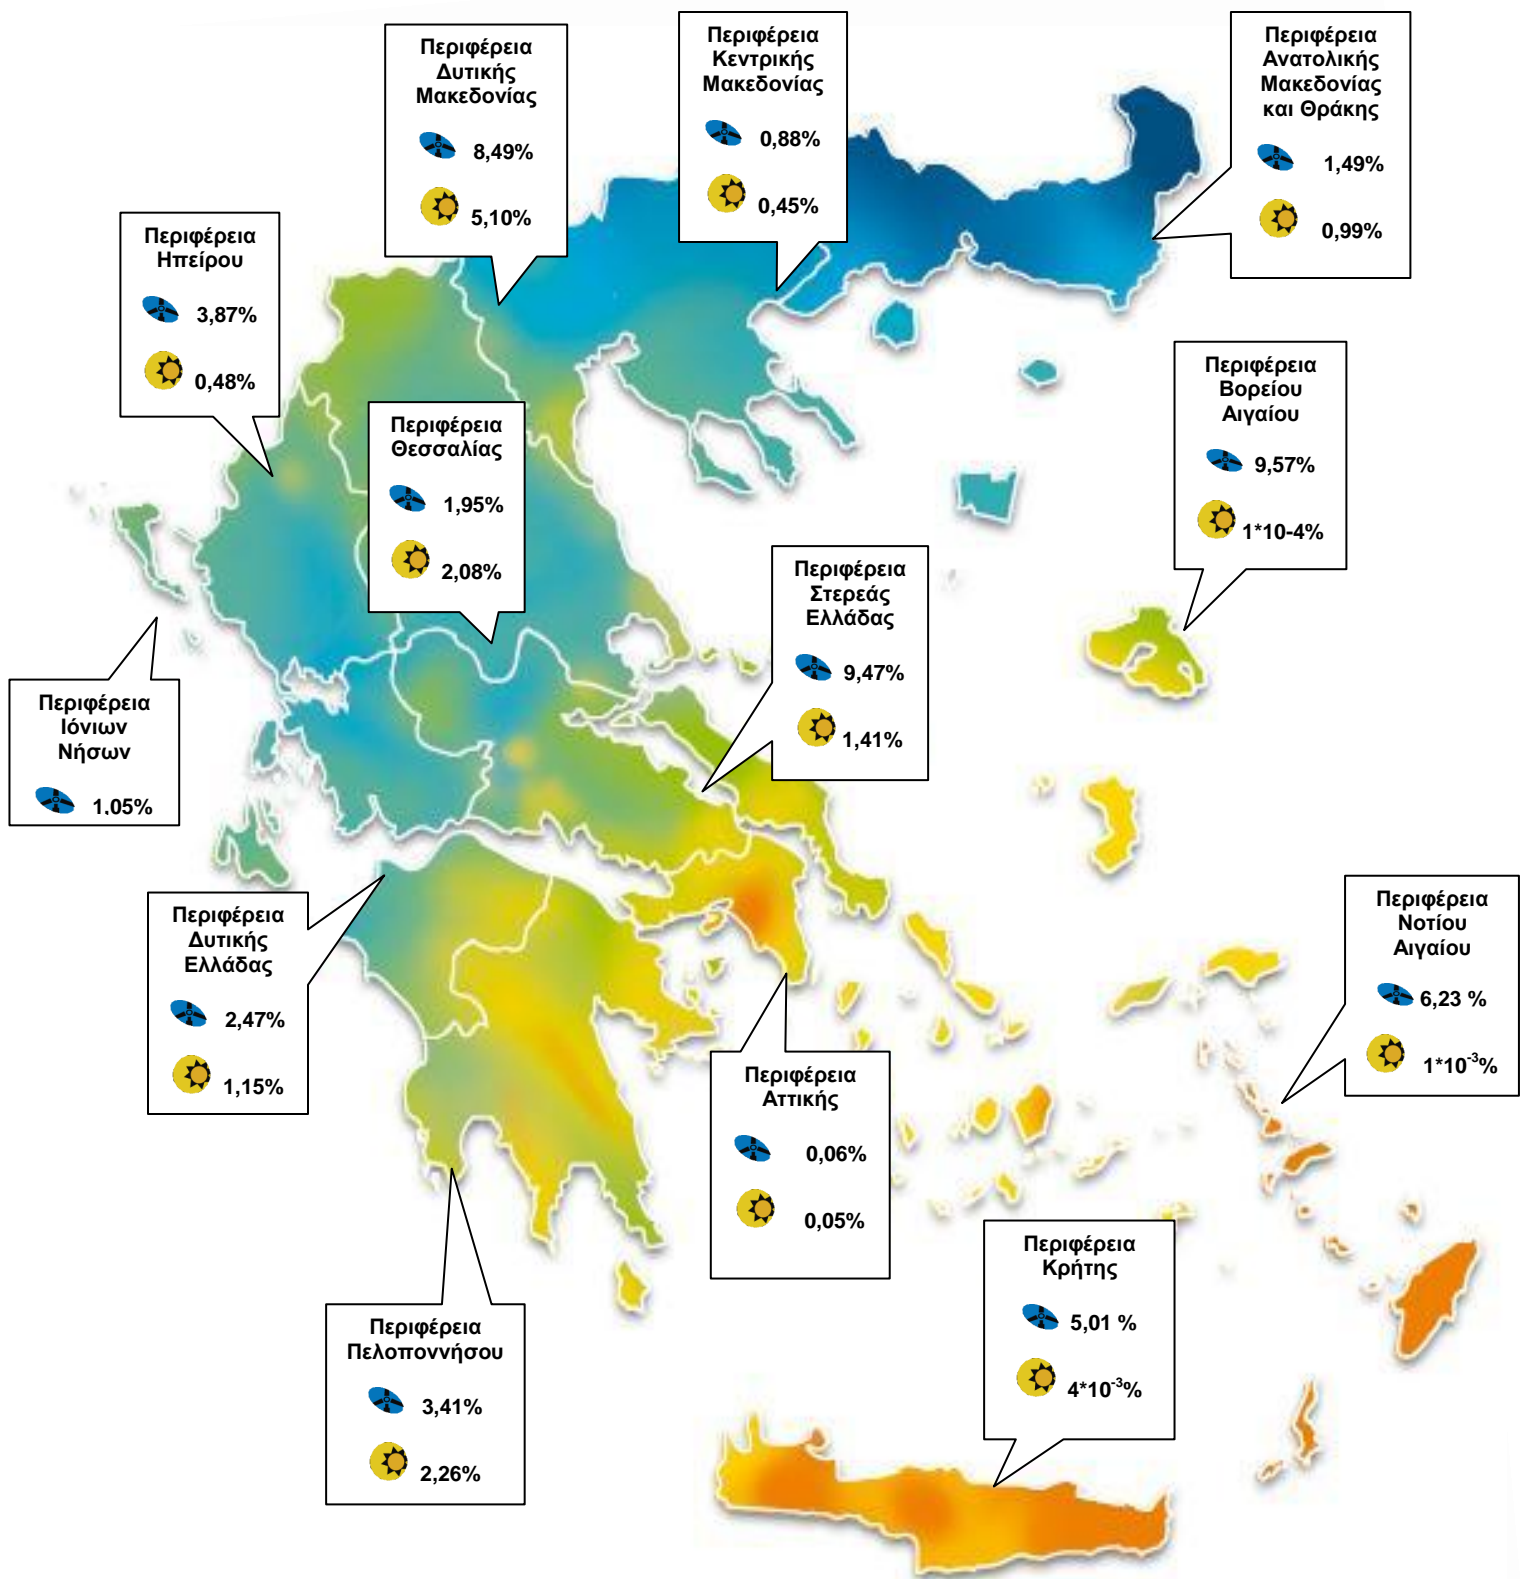 Περιφέρεια
Δυτικής
Μακεδονίας
8,49%
5,10%
Περιφέρεια
Κεντρικής
Μακεδονίας
0,88%
0,45%
Περιφέρεια
Ανατολικής
Μακεδονίας
και Θράκης
1,49%
0,99%
Περιφέρεια
Ηπείρου
3,87%
0,48%
Περιφέρεια
Θεσσαλίας
1,95%
2,08%
Περιφέρεια
Βορείου
Αιγαίου
9,57%
1*10-4%
Περιφέρεια
Στερεάς
Ελλάδας
9,47%
1,41%
Περιφέρεια
Ιόνιων
Νήσων
1,05%
Περιφέρεια
Δυτικής
Ελλάδας
2,47%
1,15%
Περιφέρεια
Νοτίου
Αιγαίου
6,23 %
1*10⁻³%
Περιφέρεια
Αττικής
0,06%
0,05%
Περιφέρεια
Κρήτης
5,01 %
4*10⁻³%
Περιφέρεια
Πελοποννήσου
3,41%
2,26%